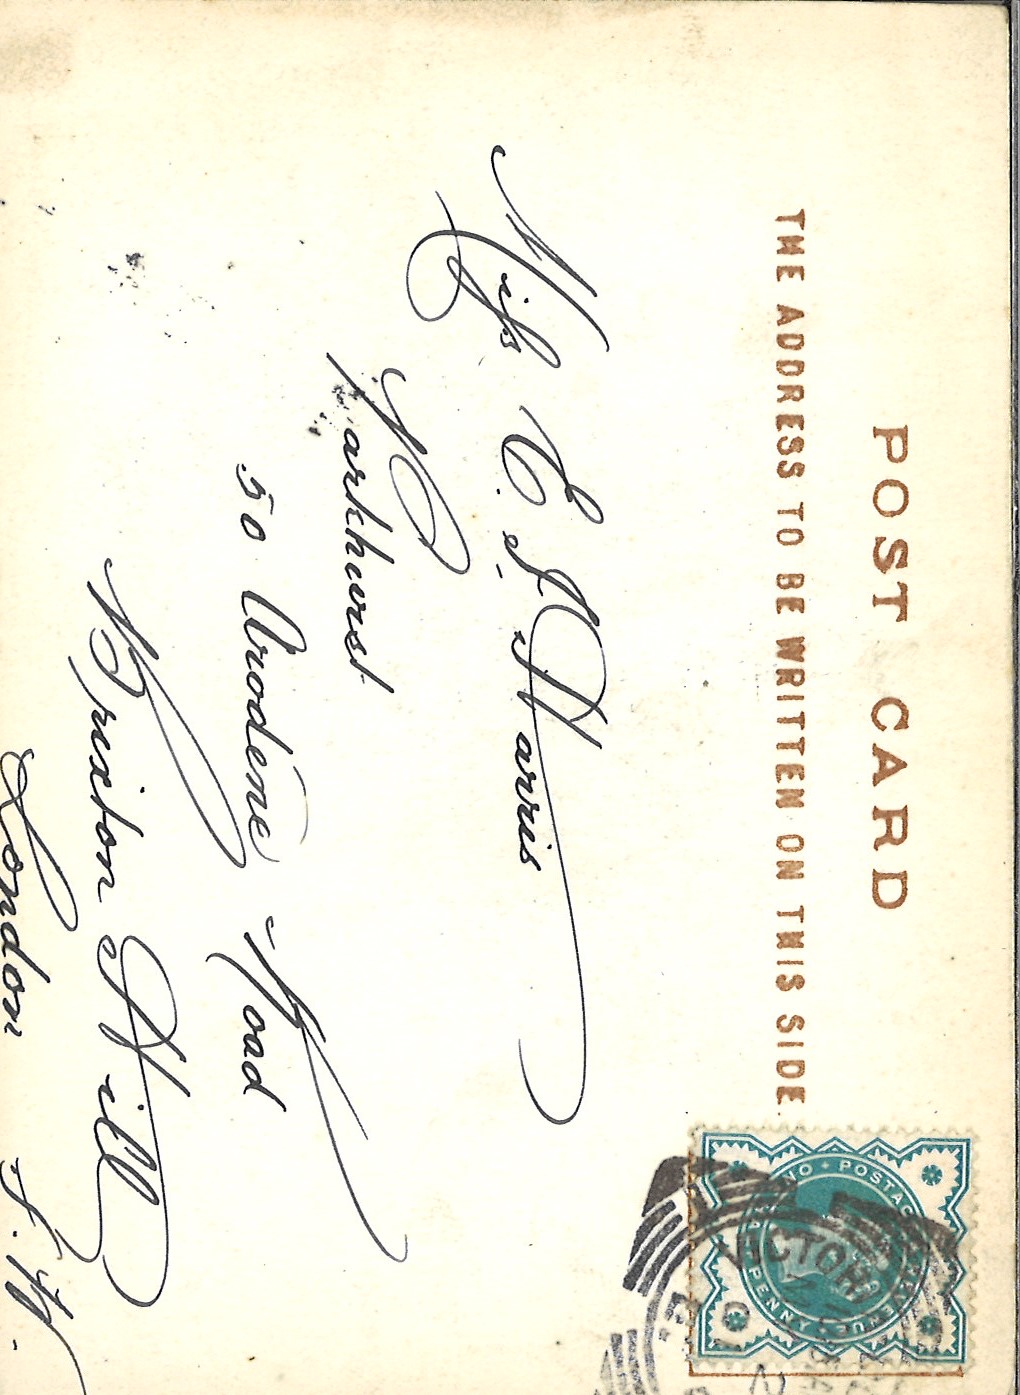 POST CARD
THE ADDRESS TO BE WRITTEN ON THIS SIDE
Miss E. S. Harris
Parkhurst
50 Arodene Road
Brixton Hill
London S. W.
POSTAGE
REVENUE
PENNY
VICTORIA